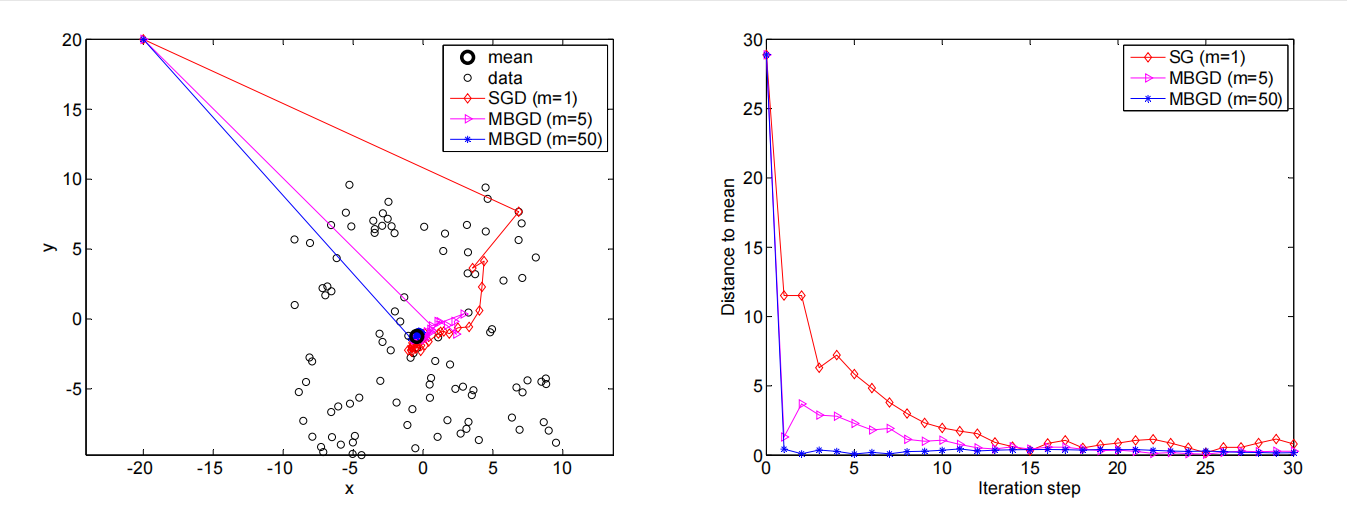 20
15
10
5
0
-5
-20
-15
-10
-5
0
5
10
x
y
mean
data
SGD (m=1)
MBGD (m=5)
MBGD (m=50)
30
25
20
15
10
5
0
0
5
10
15
20
25
30
Iteration step
Distance to mean
SG (m=1)
MBGD (m=5)
MBGD (m=50)